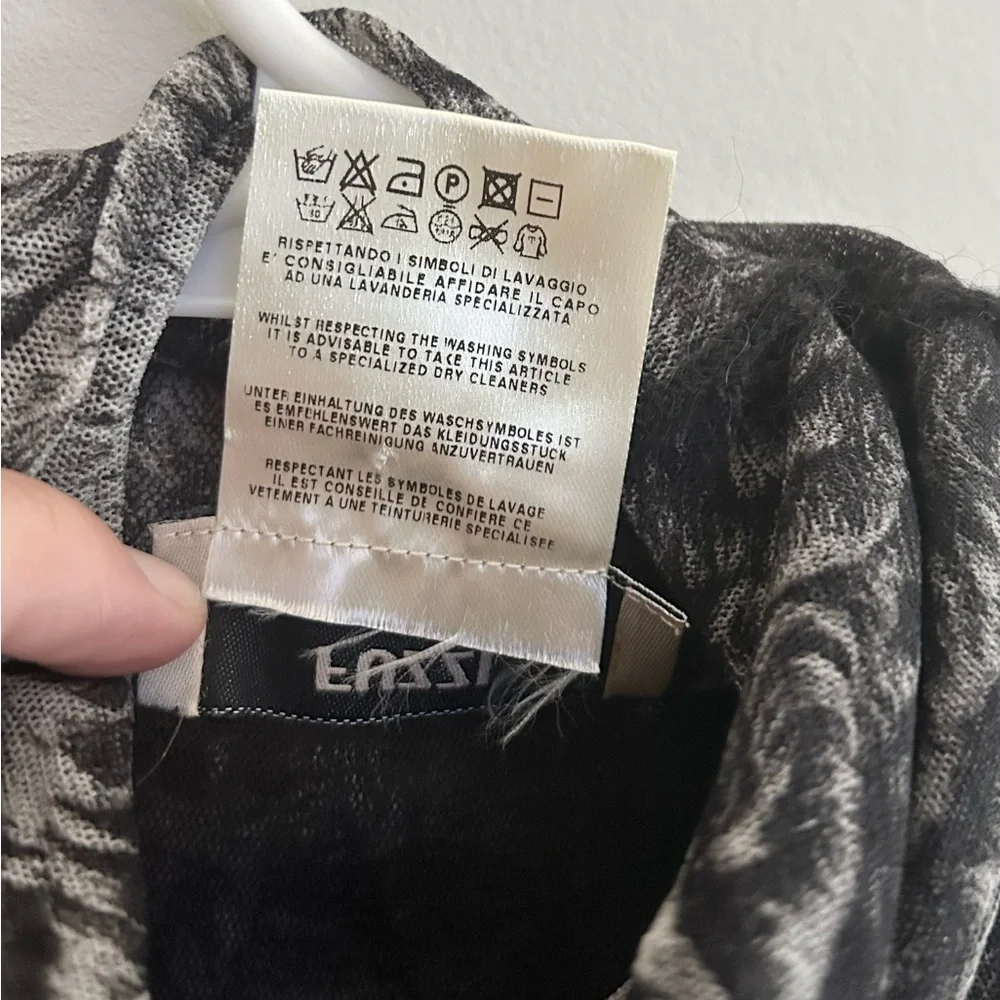 P
30
RISPETTANDO I SIMBOLI DI LAVAGGIO
E' CONSIGLIABILE AFFIDARE IL CAPO
AD UNA LAVANDERIA SPECIALIZZATA
WHILST RESPECTING THE WASHING SYMBOLS
IT IS ADVISABLE TO TAKE THIS ARTICLE
TO A SPECIALIZED DRY CLEANERS
UNTER EINHALTUNG DES WASCHSYMBOLES IST
ES EMFEHLENSWERT DAS KLEIDUNGSSTUCK
EINER FACHREINIGUNG ANZUVERTRAUEN
RESPECTANT LES SYMBOLES DE LAVAGE
IL EST CONSEILLE DE CONFIERE CE
VETEMENT A UNE TEINTURERIE SPECIALISEE